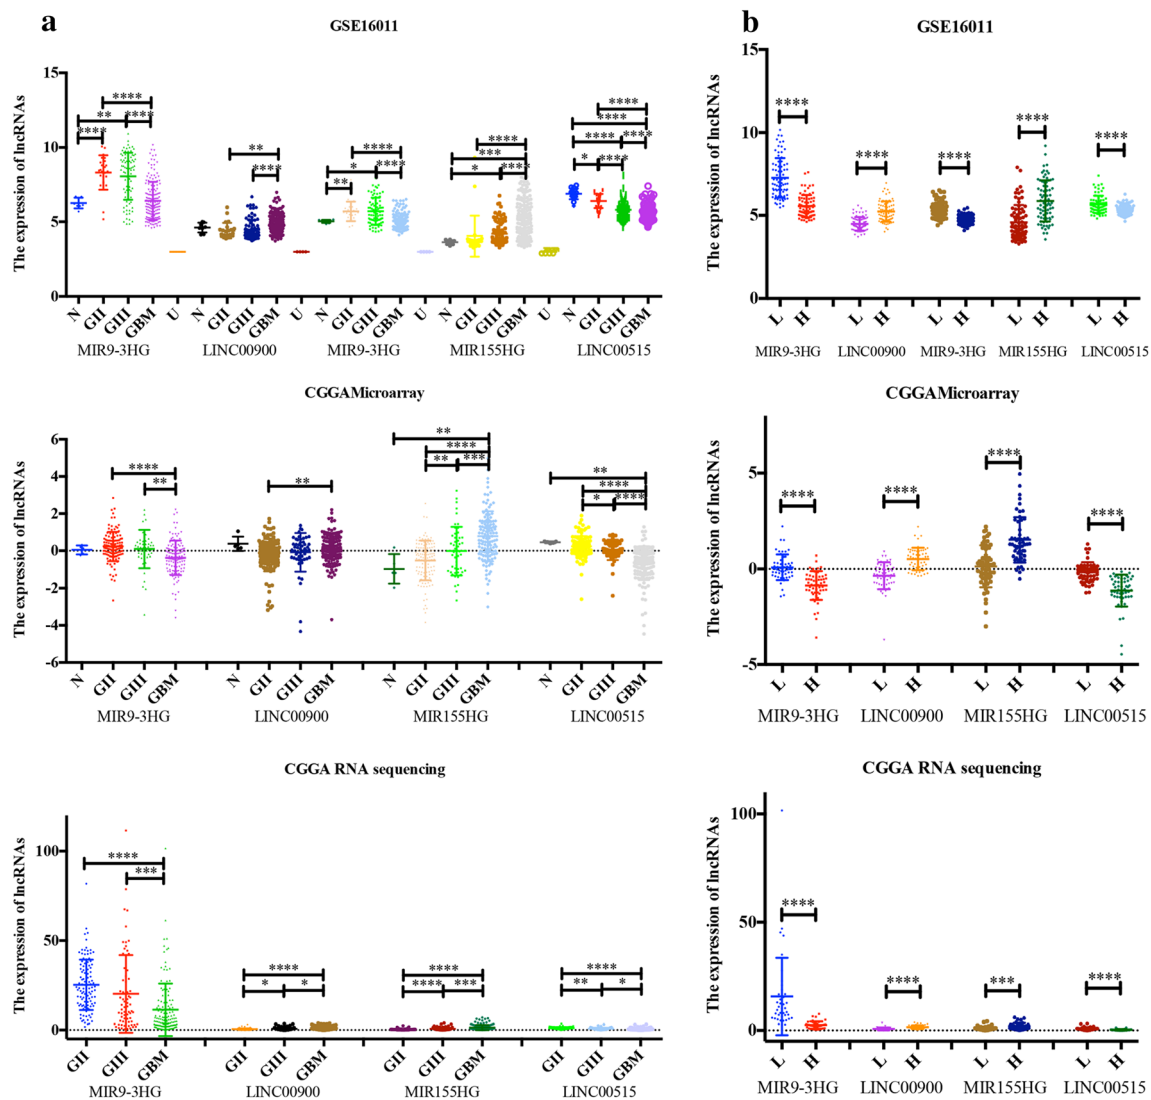 a
GSE16011
The expression of lncRNAs
15
10
5
0
**** ** **** ****
** ****
** * **** ****
* *** **** ****
* **** **** **** ****
N GII GIII GBM U N GII GIII GBM U N GII GIII GBM U N GII GIII GBM U N GII GIII GBM
MIR9-3HG LINC00900 MIR9-3HG MIR155HG LINC00515
b
GSE16011
The expression of lncRNAs
15
10
5
0
**** **** **** **** ****
L H L H L H L H L H
MIR9-3HG LINC00900 MIR9-3HG MIR155HG LINC00515
CGGAMicroarray
The expression of lncRNAs
6
4
2
0
-2
-4
-6
**** **
**
** **** ** ***
** **** * ****
N GII GIII GBM N GII GIII GBM N GII GIII GBM N GII GIII GBM
MIR9-3HG LINC00900 MIR155HG LINC00515
CGGAMicroarray
The expression of lncRNAs
5
0
-5
**** **** **** ****
L H L H L H L H
MIR9-3HG LINC00900 MIR155HG LINC00515
CGGA RNA sequencing
The expression of lncRNAs
100
50
0
**** ***
**** * *
**** **** ***
**** ** *
GII GIII GBM GII GIII GBM GII GIII GBM GII GIII GBM
MIR9-3HG LINC00900 MIR155HG LINC00515
CGGA RNA sequencing
The expression of lncRNAs
100
50
0
**** **** *** ****
L H L H L H L H
MIR9-3HG LINC00900 MIR155HG LINC00515